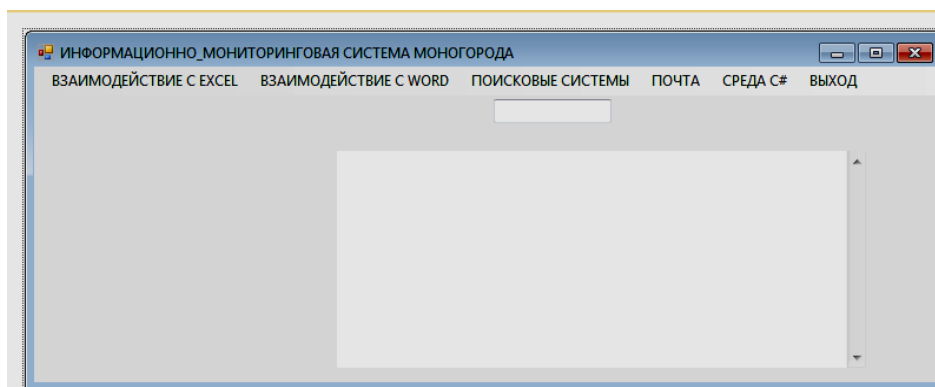 ИНФОРМАЦИОННО_МОНИТОРИНГОВАЯ СИСТЕМА МОНОГОРОДА
ВЗАИМОДЕЙСТВИЕ С EXCEL ВЗАИМОДЕЙСТВИЕ С WORD ПОИСКОВЫЕ СИСТЕМЫ ПОЧТА СРЕДА C# ВЫХОД